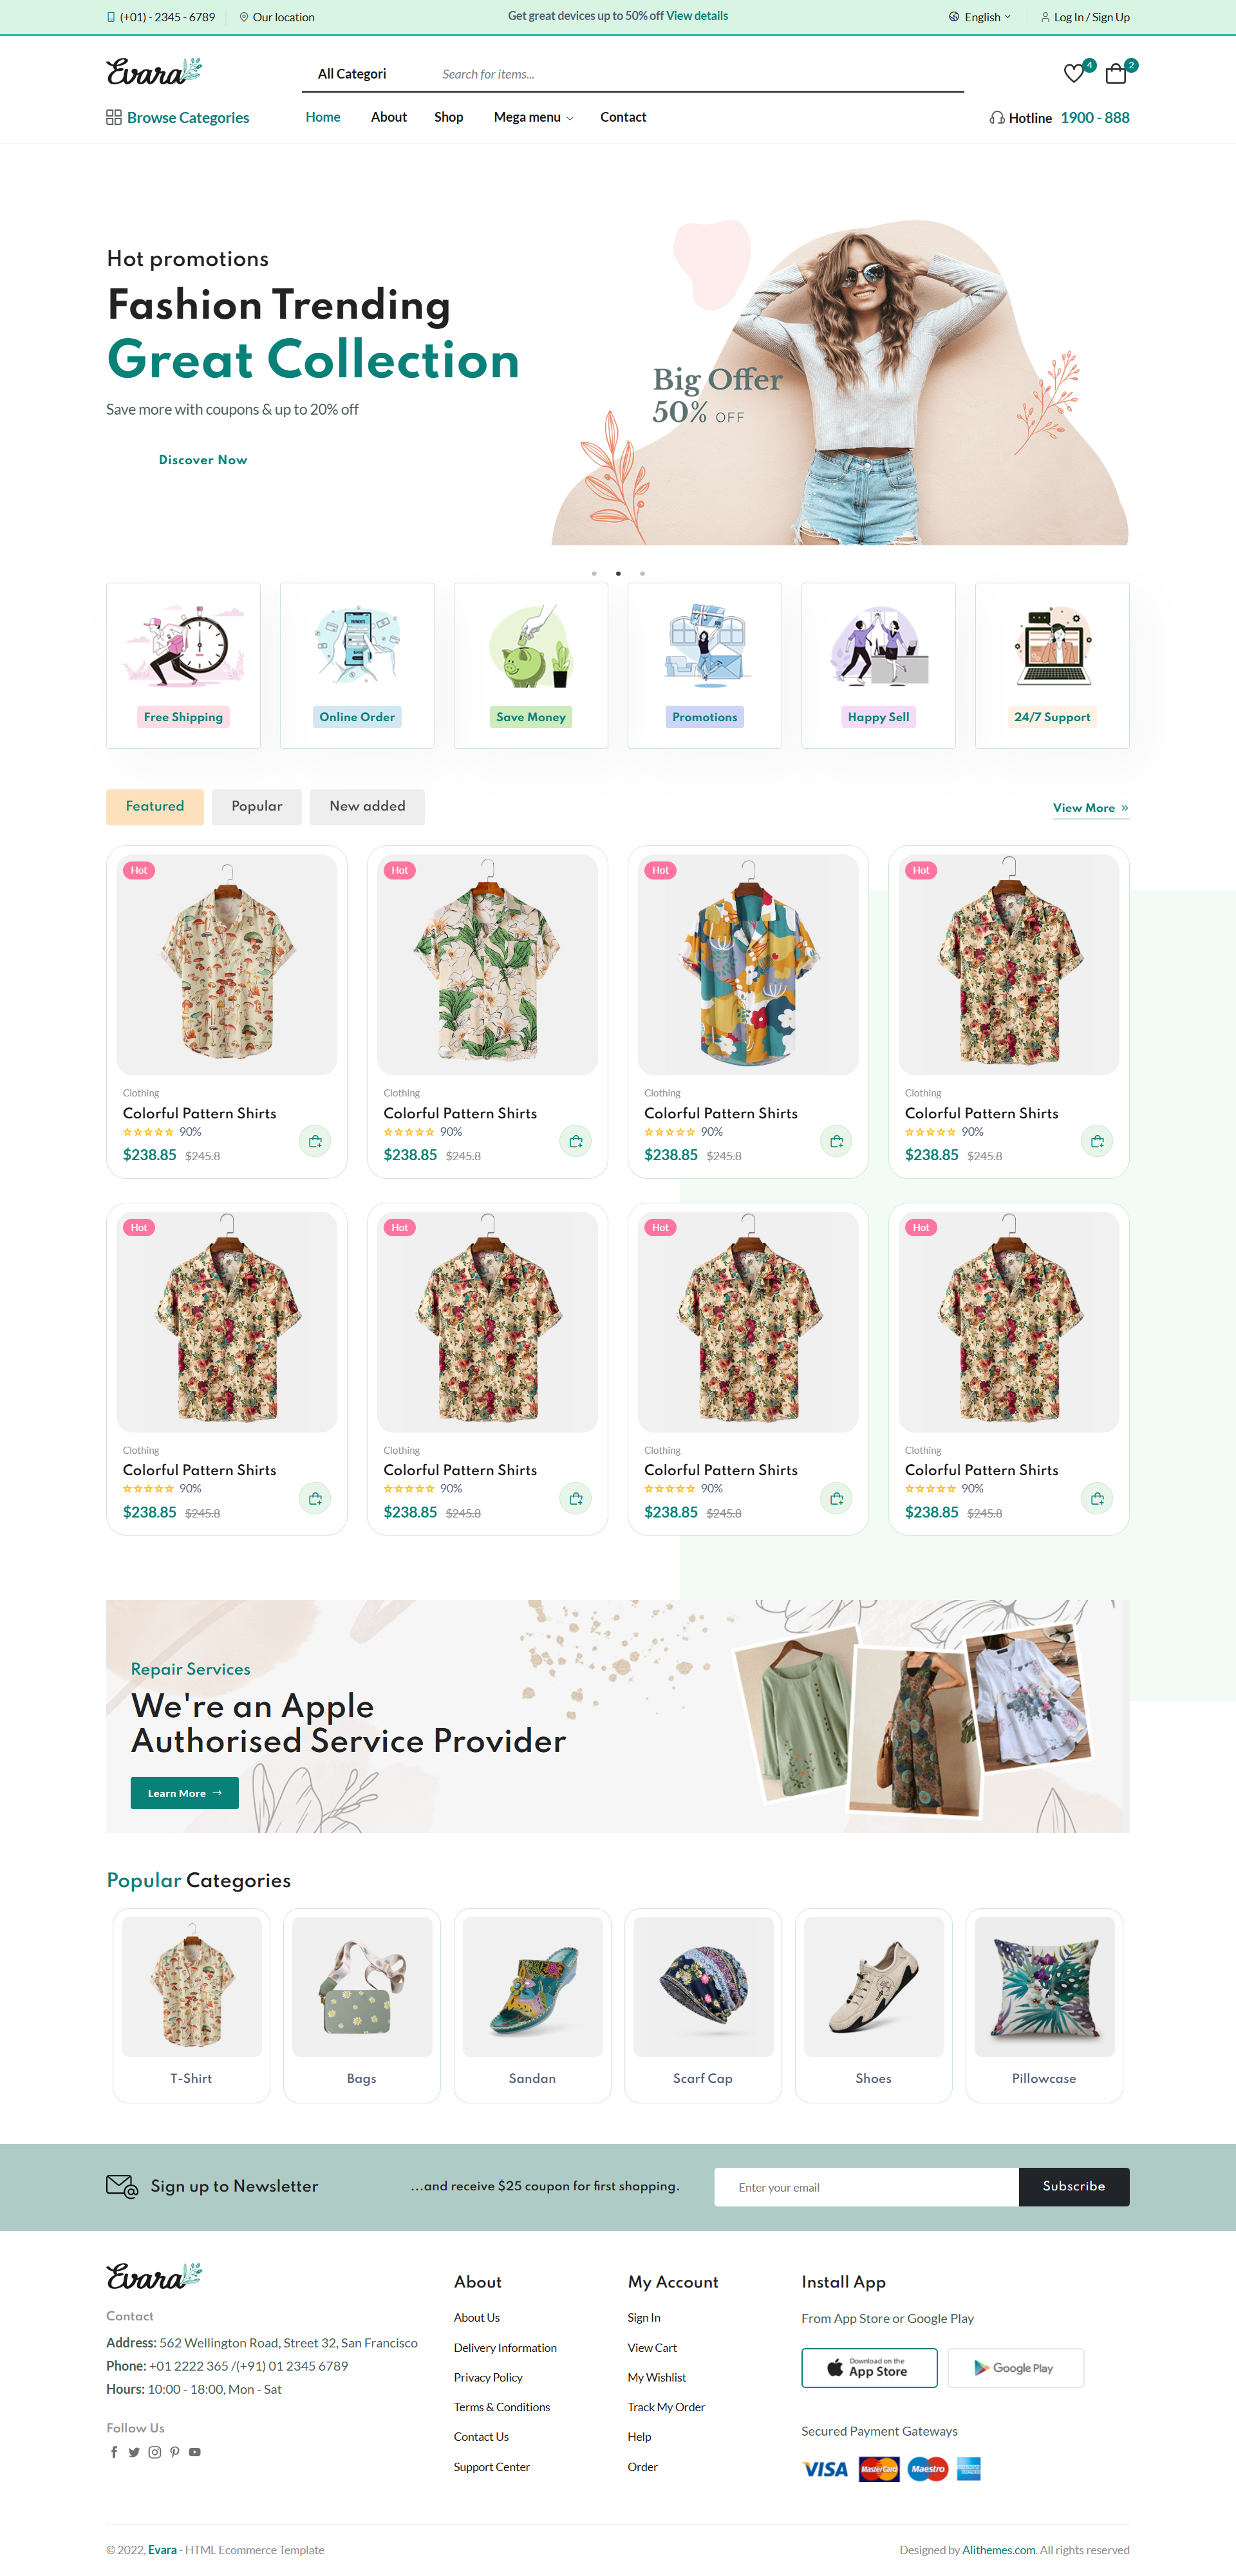 (+01) - 2345 - 6789
Our location
Get great devices up to 50% off View details
English
Log In / Sign Up
Evara
All Categori
Search for items...
4
2
Browse Categories
Home
About
Shop
Mega menu
Contact
Hotline 1900 - 888
Hot promotions
Fashion Trending
Great Collection
Save more with coupons & up to 20% off
Discover Now
Big Offer
50% OFF
Free Shipping
Online Order
Save Money
Promotions
Happy Sell
24/7 Support
Featured
Popular
New added
View More
Hot
Hot
Hot
Hot
Clothing
Clothing
Clothing
Clothing
Colorful Pattern Shirts
Colorful Pattern Shirts
Colorful Pattern Shirts
Colorful Pattern Shirts
90%
90%
90%
90%
$238.85 $245.8
$238.85 $245.8
$238.85 $245.8
$238.85 $245.8
Hot
Hot
Hot
Hot
Clothing
Clothing
Clothing
Clothing
Colorful Pattern Shirts
Colorful Pattern Shirts
Colorful Pattern Shirts
Colorful Pattern Shirts
90%
90%
90%
90%
$238.85 $245.8
$238.85 $245.8
$238.85 $245.8
$238.85 $245.8
Repair Services
We're an Apple
Authorised Service Provider
Learn More
Popular Categories
T-Shirt
Bags
Sandan
Scarf Cap
Shoes
Pillowcase
Sign up to Newsletter
...and receive $25 coupon for first shopping.
Enter your email
Subscribe
Evara
Contact
Address: 562 Wellington Road, Street 32, San Francisco
Phone: +01 2222 365 /(+91) 01 2345 6789
Hours: 10:00 - 18:00, Mon - Sat
Follow Us
About
About Us
Delivery Information
Privacy Policy
Terms & Conditions
Contact Us
Support Center
My Account
Sign In
View Cart
My Wishlist
Track My Order
Help
Order
Install App
From App Store or Google Play
Download on the
App Store
Google Play
Secured Payment Gateways
VISA
MasterCard
Maestro
© 2022, Evara - HTML Ecommerce Template
Designed by Alithemes.com. All rights reserved